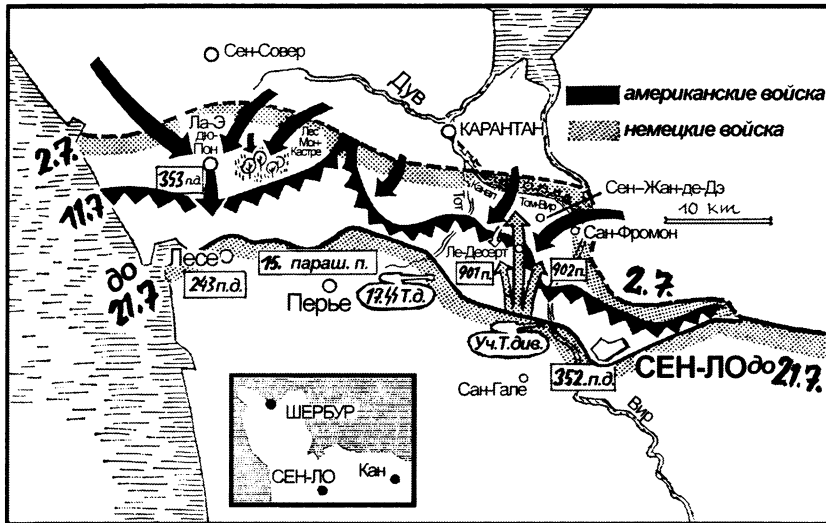 Сен-Совер
Дув
американские войска
КАРАНТАН
немецкие войска
Ла-Э
дю-
Пон
Лес
Мон-
Кастре
2.7.
353 п.д.
Канал
Тот
Том-Вир
Сен-Жан-де-Дэ
10 km
Сан-Фромон
11.7
Ле-Десерт
Лесе
15. параш. п.
901 п.
902 п.
2.7.
до
21.7
243 п.д.
Перье
17.SS Т.д.
Уч.Т.див.
СЕН-ЛО до 21.7.
Сан-Гале
352.п.д.
Вир
ШЕРБУР
СЕН-ЛО
Кан